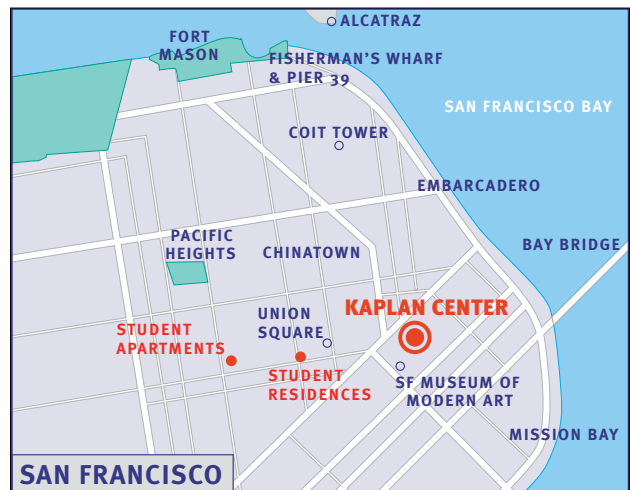 ALCATRAZ
FORT
MASON
FISHERMAN'S WHARF
& PIER 39
SAN FRANCISCO BAY
COIT TOWER
EMBARCADERO
PACIFIC
HEIGHTS
CHINATOWN
BAY BRIDGE
UNION
SQUARE
KAPLAN CENTER
STUDENT
APARTMENTS
STUDENT
RESIDENCES
SF MUSEUM OF
MODERN ART
MISSION BAY
SAN FRANCISCO